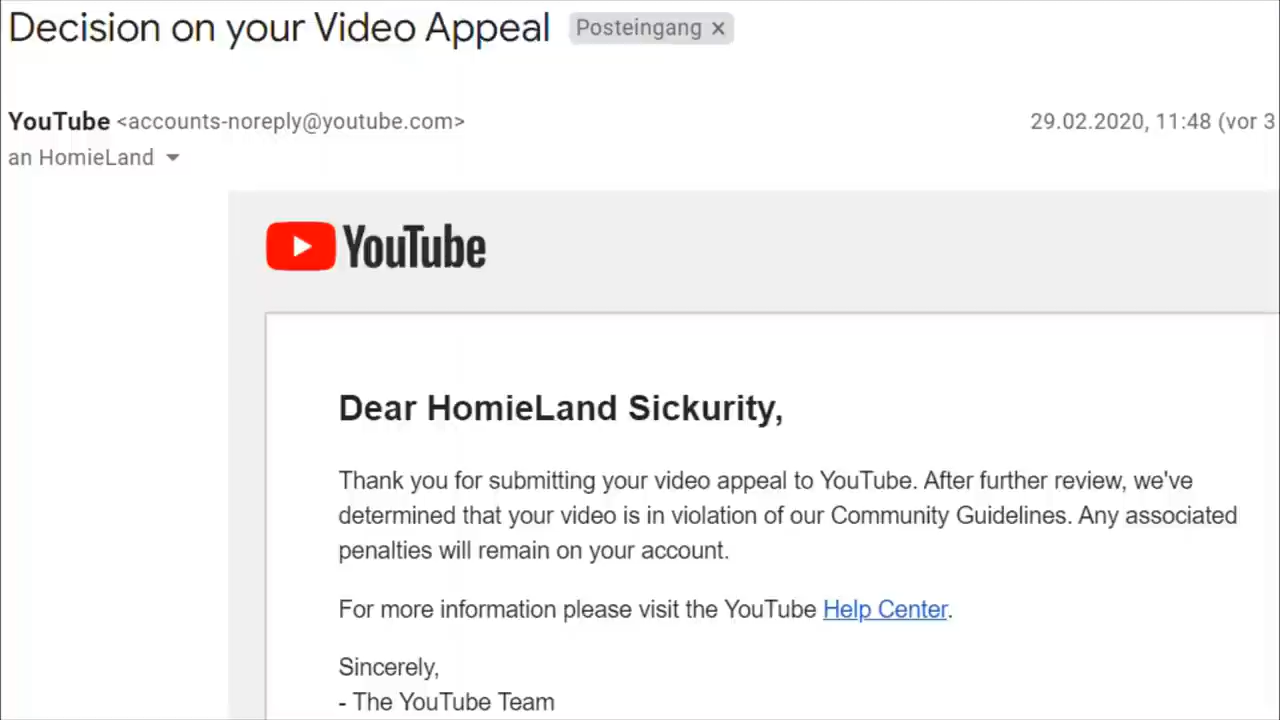 Decision on your Video Appeal Posteingang ×
YouTube <accounts-noreply@youtube.com> 29.02.2020, 11:48 (vor 3
an HomieLand
YouTube
Dear HomieLand Sickurity,
Thank you for submitting your video appeal to YouTube. After further review, we've
determined that your video is in violation of our Community Guidelines. Any associated
penalties will remain on your account.
For more information please visit the YouTube Help Center.
Sincerely,
- The YouTube Team